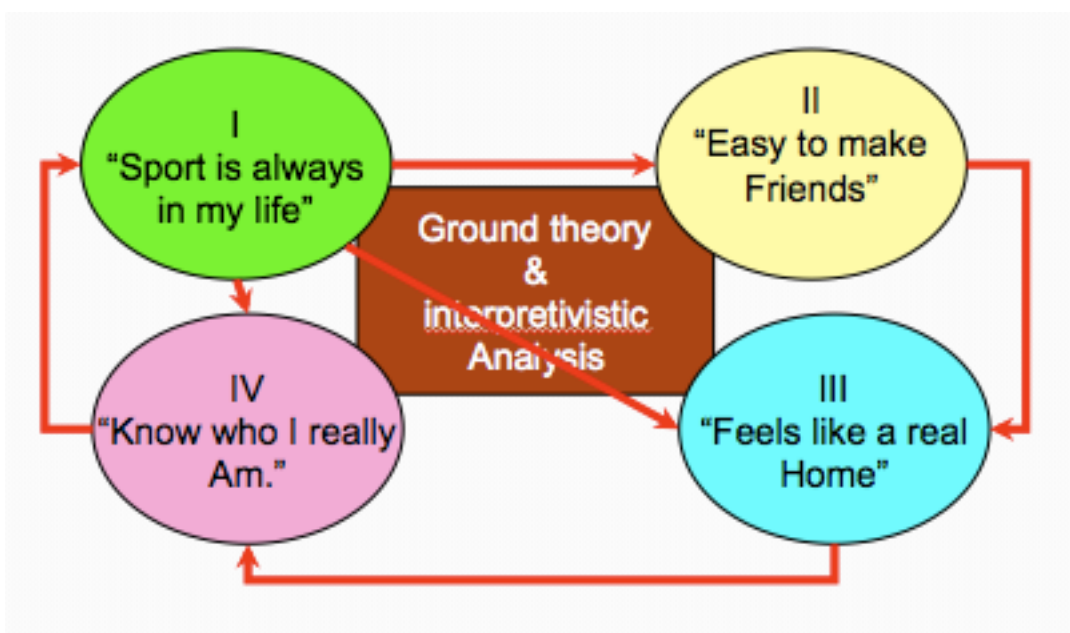 I
“Sport is always
in my life”
II
“Easy to make
Friends”
Ground theory
&
interpretivistic
Analysis
IV
“Know who I really
Am.”
III
“Feels like a real
Home”